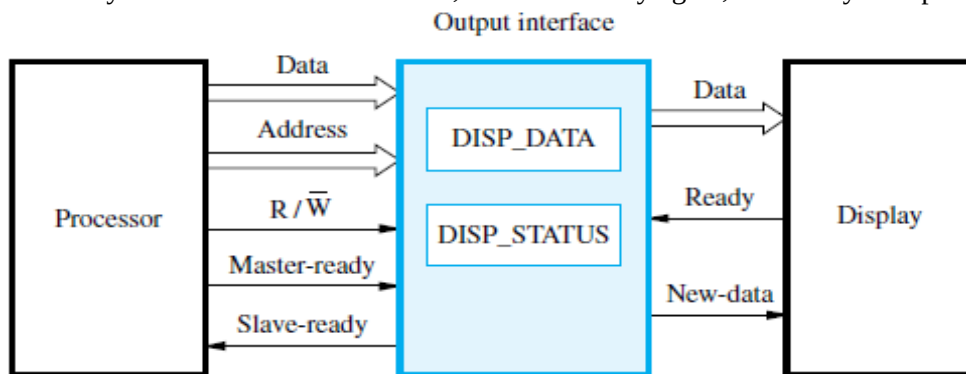 Output interface
Data
Address
Processor
R / W̅
Master-ready
Slave-ready
DISP_DATA
DISP_STATUS
Data
Ready
New-data
Display